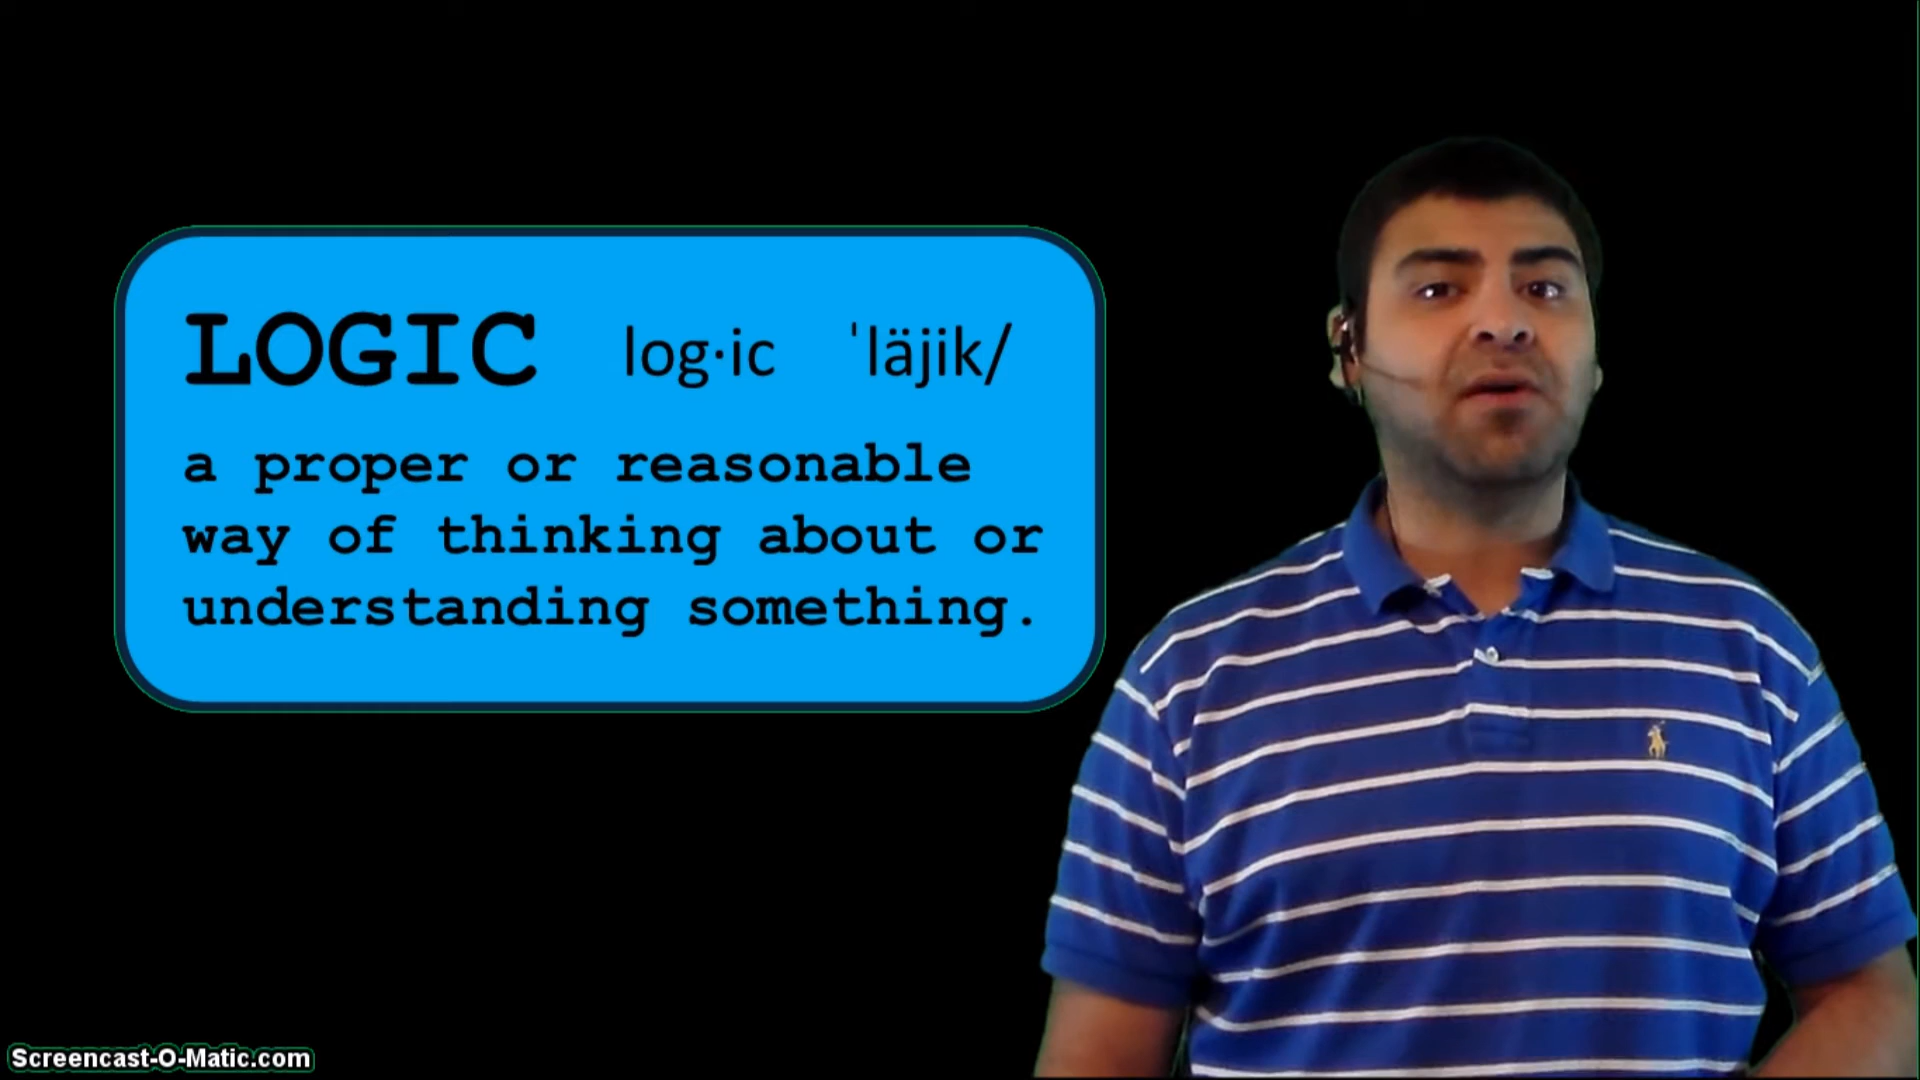 LOGIC log·ic ˈläjik/
a proper or reasonable
way of thinking about or
understanding something.
Screencast-O-Matic.com